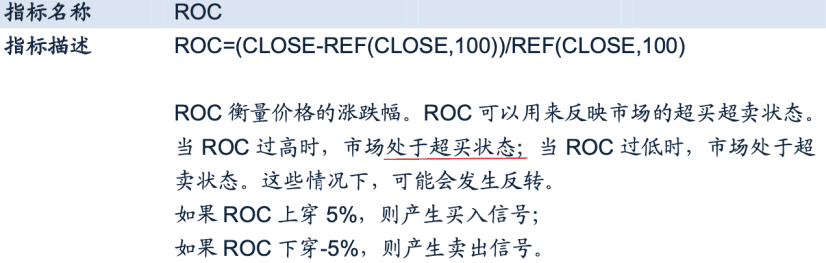 指标名称 ROC
指标描述 ROC=(CLOSE-REF(CLOSE,100))/REF(CLOSE,100)
ROC 衡量价格的涨跌幅。ROC 可以用来反映市场的超买超卖状态。
当 ROC 过高时，市场处于超买状态；当 ROC 过低时，市场处于超
卖状态。这些情况下，可能会发生反转。
如果 ROC 上穿 5%，则产生买入信号；
如果 ROC 下穿-5%，则产生卖出信号。